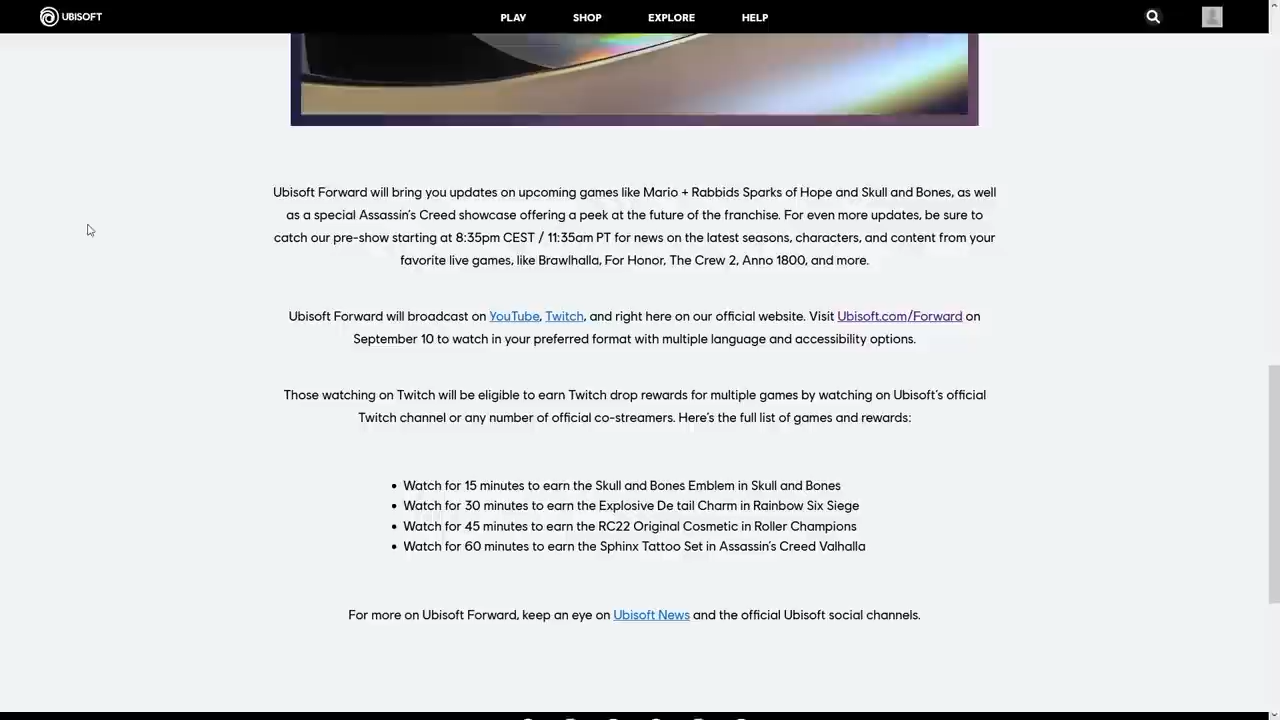 UBISOFT
PLAY SHOP EXPLORE HELP
Ubisoft Forward will bring you updates on upcoming games like Mario + Rabbids Sparks of Hope and Skull and Bones, as well
as a special Assassin's Creed showcase offering a peek at the future of the franchise. For even more updates, be sure to
catch our pre-show starting at 8:35pm CEST / 11:35am PT for news on the latest seasons, characters, and content from your
favorite live games, like Brawlhalla, For Honor, The Crew 2, Anno 1800, and more.
Ubisoft Forward will broadcast on YouTube, Twitch, and right here on our official website. Visit Ubisoft.com/Forward on
September 10 to watch in your preferred format with multiple language and accessibility options.
Those watching on Twitch will be eligible to earn Twitch drop rewards for multiple games by watching on Ubisoft's official
Twitch channel or any number of official co-streamers. Here's the full list of games and rewards:
• Watch for 15 minutes to earn the Skull and Bones Emblem in Skull and Bones
• Watch for 30 minutes to earn the Explosive De tail Charm in Rainbow Six Siege
• Watch for 45 minutes to earn the RC22 Original Cosmetic in Roller Champions
• Watch for 60 minutes to earn the Sphinx Tattoo Set in Assassin's Creed Valhalla
For more on Ubisoft Forward, keep an eye on Ubisoft News and the official Ubisoft social channels.